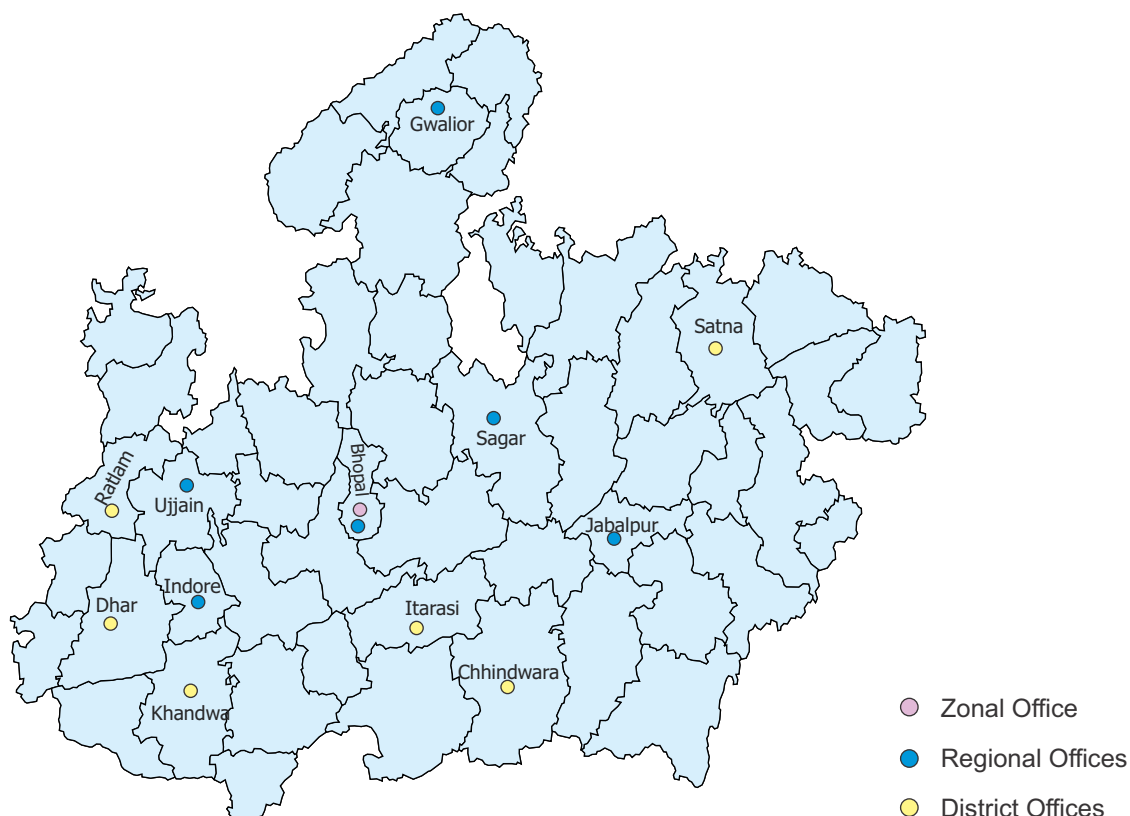 Gwalior
Satna
Sagar
Bhopal
Ratlam
Ujjain
Jabalpur
Indore
Dhar
Itarasi
Chhindwara
Khandwa
Zonal Office
Regional Offices
District Offices